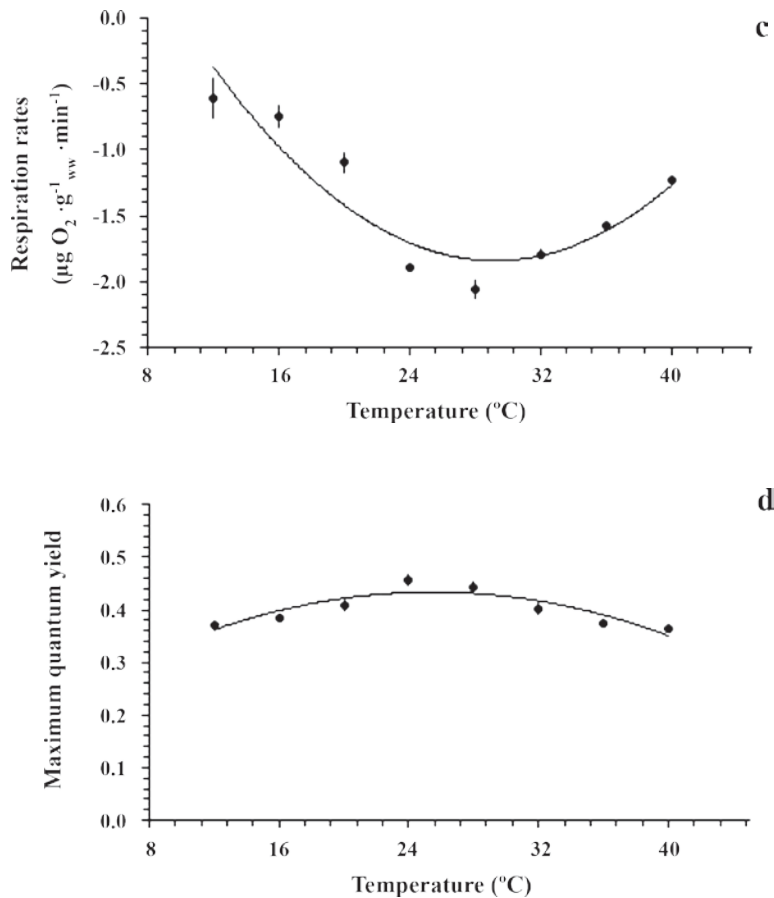 c
Respiration rates
(µg O₂ ·g⁻¹ww ·min⁻¹)
0.0
-0.5
-1.0
-1.5
-2.0
-2.5
8 16 24 32 40
Temperature (ºC)
d
Maximum quantum yield
0.6
0.5
0.4
0.3
0.2
0.1
0.0
8 16 24 32 40
Temperature (ºC)